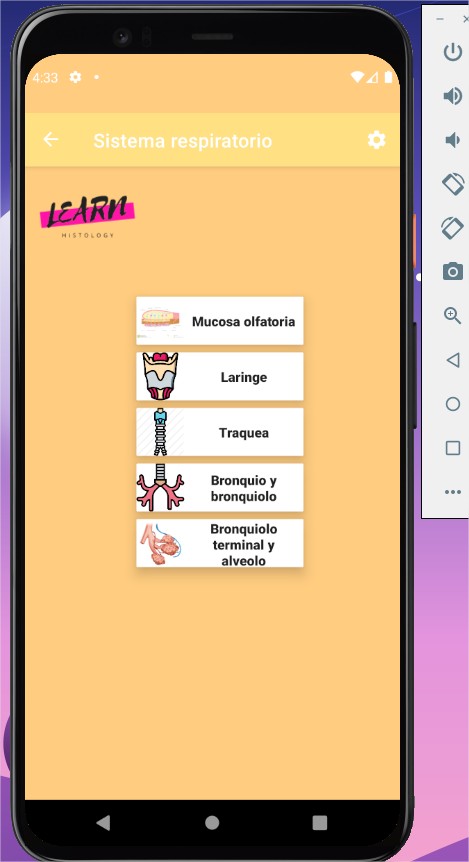 4:33
Sistema respiratorio
LEARN
HISTOLOGY
Mucosa olfatoria
Laringe
Traquea
Bronquio y
bronquiolo
Bronquiolo
terminal y
alveolo